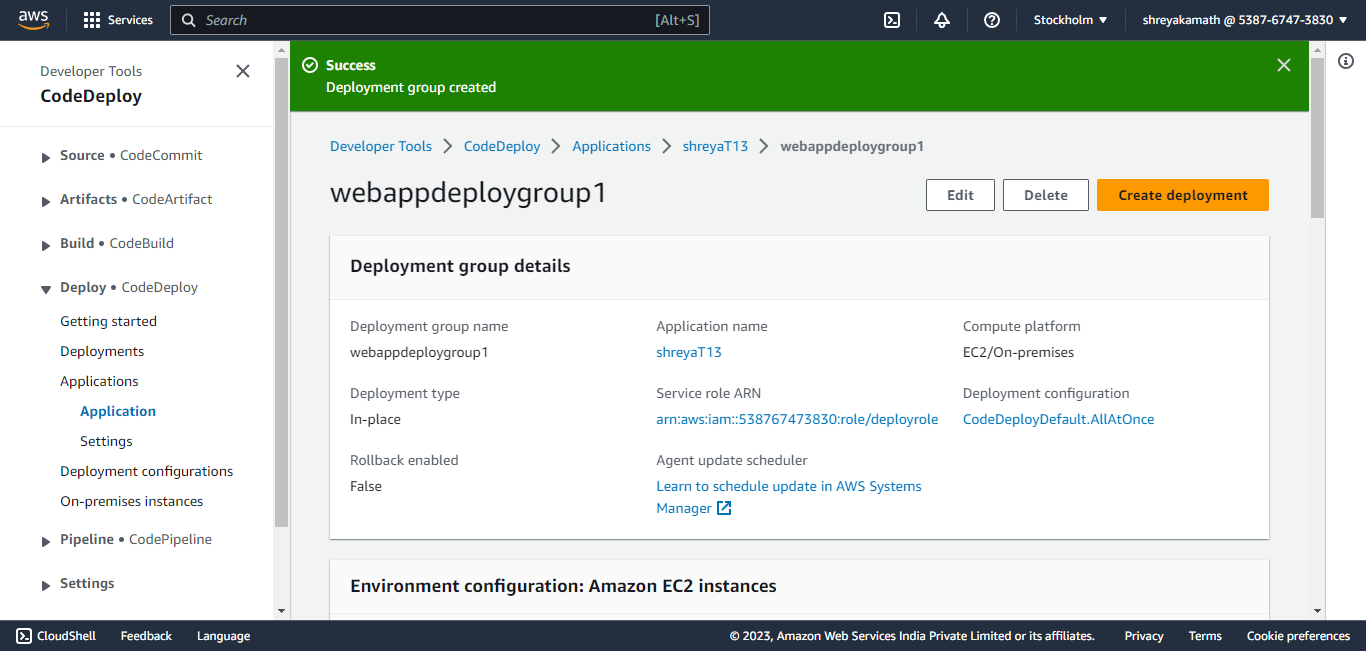 aws
Services
Search
[Alt+S]
Stockholm
shreyakamath @ 5387-6747-3830
Developer Tools
CodeDeploy
Source • CodeCommit
Artifacts • CodeArtifact
Build • CodeBuild
Deploy • CodeDeploy
Getting started
Deployments
Applications
Application
Settings
Deployment configurations
On-premises instances
Pipeline • CodePipeline
Settings
Success
Deployment group created
Developer Tools
CodeDeploy
Applications
shreyaT13
webappdeploygroup1
webappdeploygroup1
Edit
Delete
Create deployment
Deployment group details
Deployment group name
webappdeploygroup1
Application name
shreyaT13
Compute platform
EC2/On-premises
Deployment type
In-place
Service role ARN
arn:aws:iam::538767473830:role/deployrole
Deployment configuration
CodeDeployDefault.AllAtOnce
Rollback enabled
False
Agent update scheduler
Learn to schedule update in AWS Systems
Manager
Environment configuration: Amazon EC2 instances
CloudShell
Feedback
Language
© 2023, Amazon Web Services India Private Limited or its affiliates.
Privacy
Terms
Cookie preferences